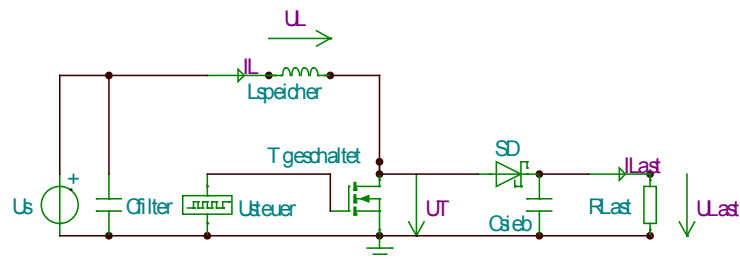 UL
IL
Lspeicher
T geschaltet
SD
ILast
+
Us
Cfilter
Usteuer
UT
Csieb
RLast
ULast